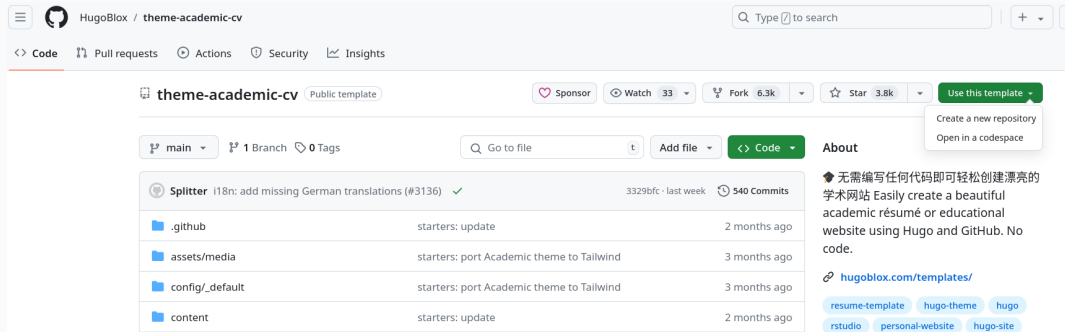 HugoBlox / theme-academic-cv
Type / to search
Code Pull requests Actions Security Insights
theme-academic-cv Public template
Sponsor Watch 33 Fork 6.3k Star 3.8k Use this template
Create a new repository
Open in a codespace
main 1 Branch 0 Tags Go to file t Add file Code
Splitter i18n: add missing German translations (#3136) 3329bfc · last week 540 Commits
.github starters: update 2 months ago
assets/media starters: port Academic theme to Tailwind 3 months ago
config/_default starters: port Academic theme to Tailwind 3 months ago
content starters: update 2 months ago
About
无需编写任何代码即可轻松创建漂亮的
学术网站 Easily create a beautiful
academic résumé or educational
website using Hugo and GitHub. No
code.
hugoblox.com/templates/
resume-template hugo-theme hugo
rstudio personal-website hugo-site